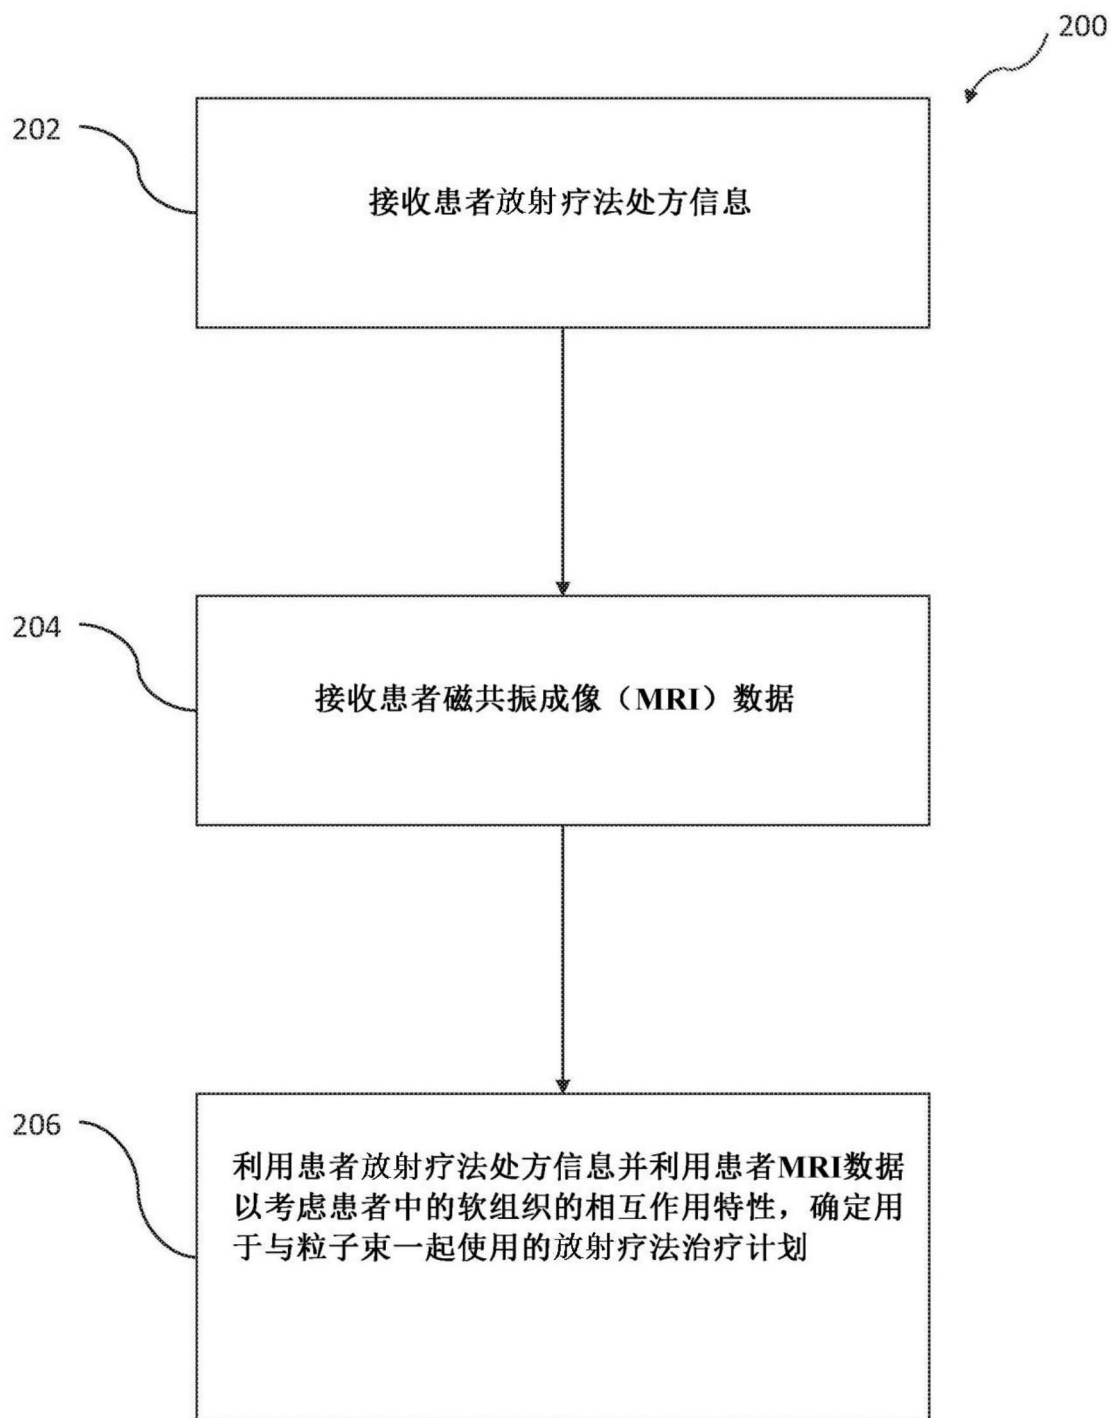 200
202
接收患者放射疗法处方信息
204
接收患者磁共振成像（MRI）数据
206
利用患者放射疗法处方信息并利用患者MRI数据
以考虑患者中的软组织的相互作用特性，确定用
于与粒子束一起使用的放射疗法治疗计划